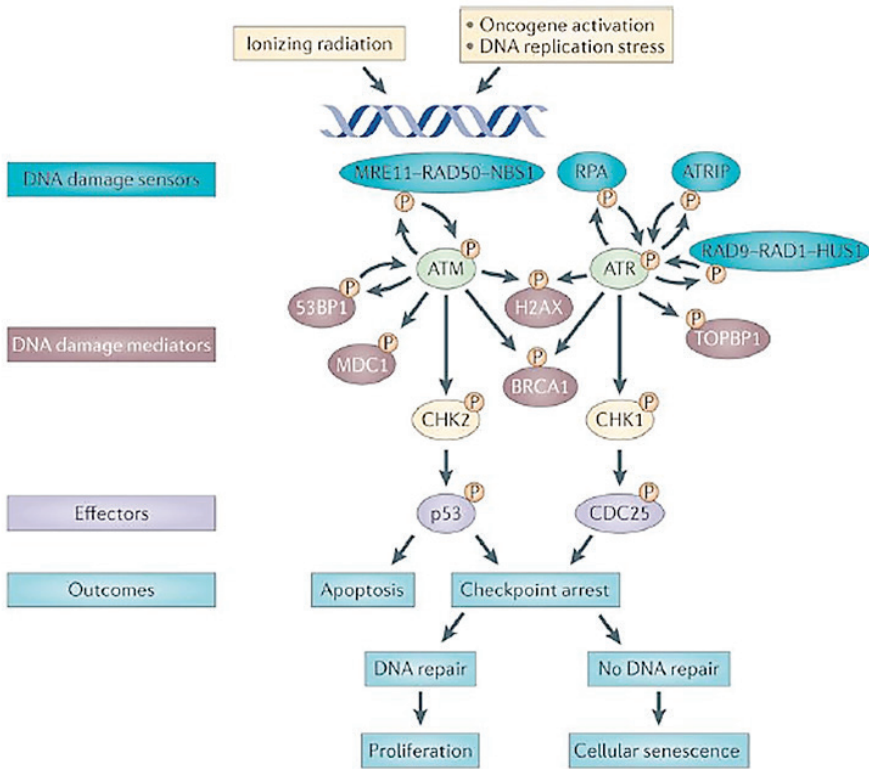 Ionizing radiation
• Oncogene activation
• DNA replication stress
DNA damage sensors
MRE11–RAD50–NBS1
RPA
ATRIP
P
P
P
P
P
ATM
ATR
P
RAD9–RAD1–HUS1
P
53BP1
P
P
H2AX
DNA damage mediators
P
MDC1
P
BRCA1
P
TOPBP1
P
CHK2
P
CHK1
Effectors
P
p53
P
CDC25
Outcomes
Apoptosis
Checkpoint arrest
DNA repair
No DNA repair
Proliferation
Cellular senescence